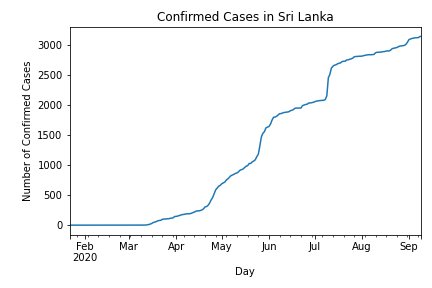 Confirmed Cases in Sri Lanka
Number of Confirmed Cases
3000
2500
2000
1500
1000
500
0
Feb Mar Apr May Jun Jul Aug Sep
2020
Day